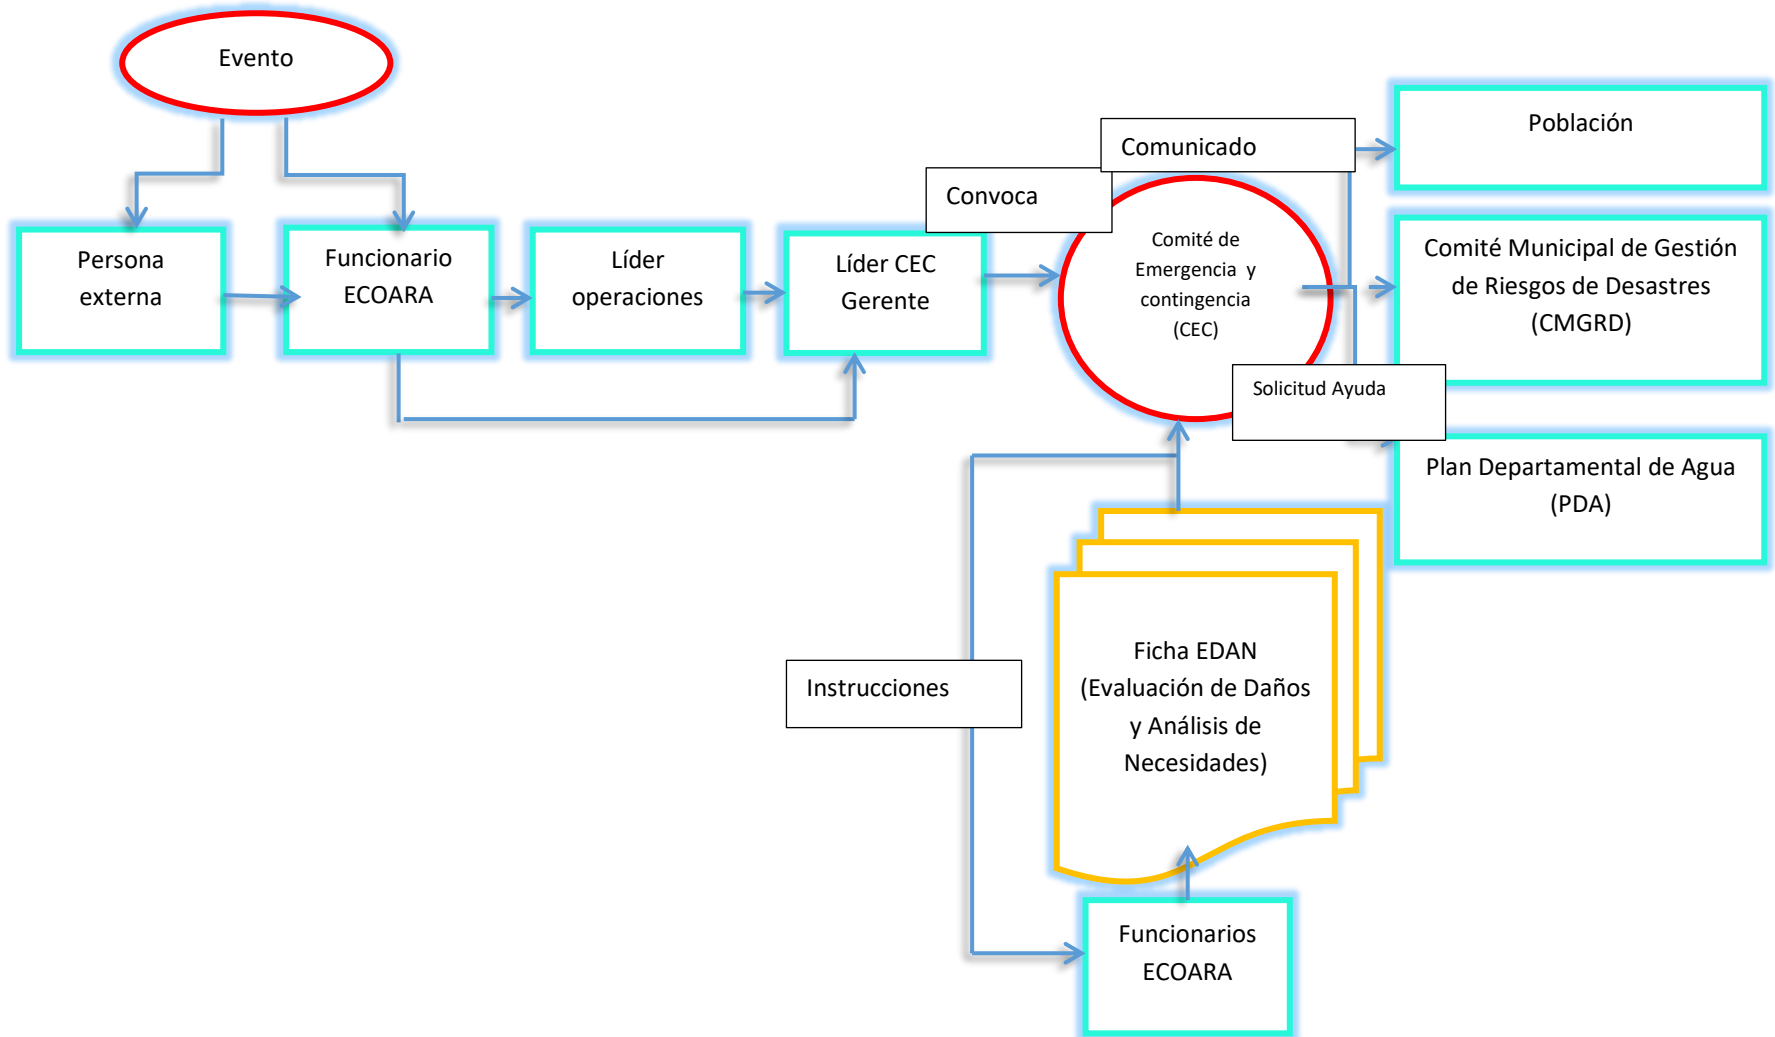 Evento
Población
Comunicado
Convoca
Persona
externa
Funcionario
ECOARA
Líder
operaciones
Líder CEC
Gerente
Comité de
Emergencia y
contingencia
(CEC)
Comité Municipal de Gestión
de Riesgos de Desastres
(CMGRD)
Solicitud Ayuda
Plan Departamental de Agua
(PDA)
Instrucciones
Ficha EDAN
(Evaluación de Daños
y Análisis de
Necesidades)
Funcionarios
ECOARA